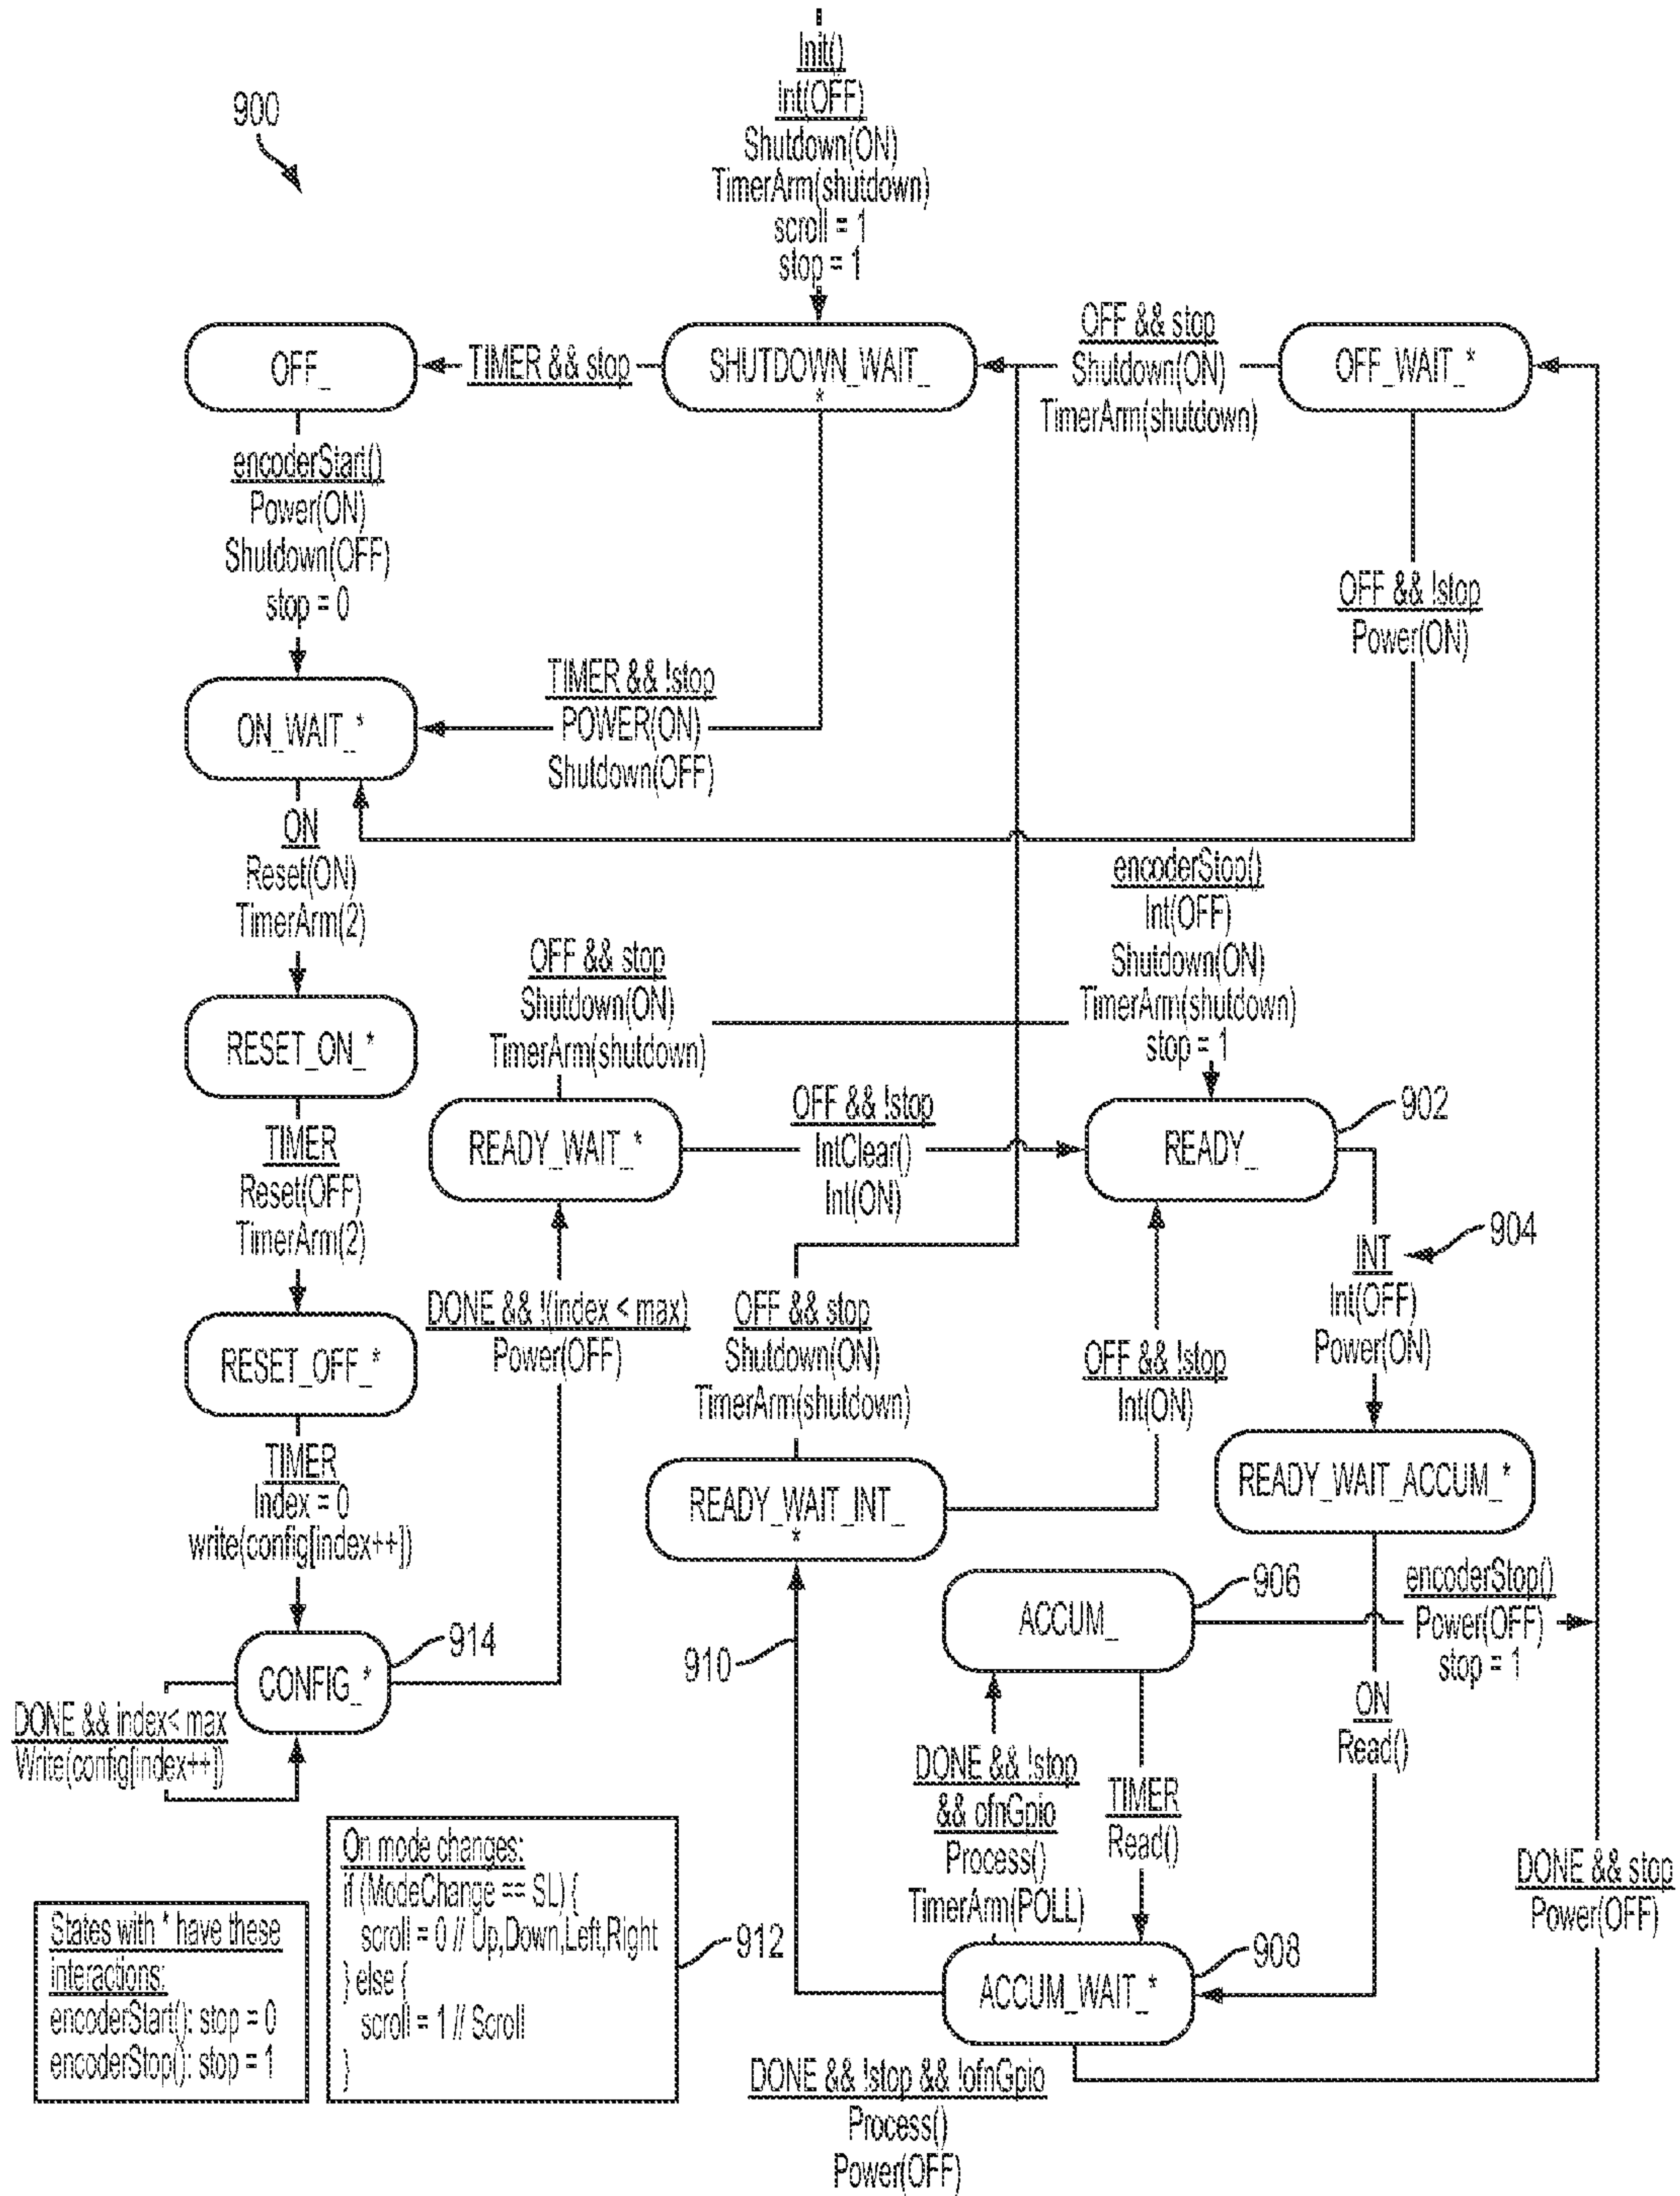 900
Init()
int(OFF)
Shutdown(ON)
TimerArm(shutdown)
scroll = 1
stop = 1
OFF_
TIMER && stop
SHUTDOWN_WAIT_
*
OFF && stop
Shutdown(ON)
TimerArm(shutdown)
OFF_WAIT_*
encoderStart()
Power(ON)
Shutdown(OFF)
stop = 0
OFF && !stop
Power(ON)
ON_WAIT_*
TIMER && !stop
POWER(ON)
Shutdown(OFF)
ON
Reset(ON)
TimerArm(2)
OFF && stop
Shutdown(ON)
TimerArm(shutdown)
encoderStop()
Int(OFF)
Shutdown(ON)
TimerArm(shutdown)
stop = 1
RESET_ON_*
READY_WAIT_*
OFF && !stop
IntClear()
Int(ON)
READY_
902
TIMER
Reset(OFF)
TimerArm(2)
INT
Int(OFF)
Power(ON)
904
RESET_OFF_*
DONE && !(index < max)
Power(OFF)
OFF && stop
Shutdown(ON)
TimerArm(shutdown)
OFF && !stop
Int(ON)
TIMER
Index = 0
write(config[index++])
READY_WAIT_INT_
*
READY_WAIT_ACCUM_*
CONFIG_*
914
910
ACCUM_
906
encoderStop()
Power(OFF)
stop = 1
DONE && index< max
Write(config[index++])
DONE && !stop
&& ofnGpio
Process()
TimerArm(POLL)
TIMER
Read()
ON
Read()
DONE && stop
Power(OFF)
States with * have these
interactions:
encoderStart(): stop = 0
encoderStop(): stop = 1
On mode changes:
if (ModeChange == SL) {
scroll = 0 // Up,Down,Left,Right
} else {
scroll = 1 // Scroll
}
912
ACCUM_WAIT_*
908
DONE && !stop && !ofnGpio
Process()
Power(OFF)